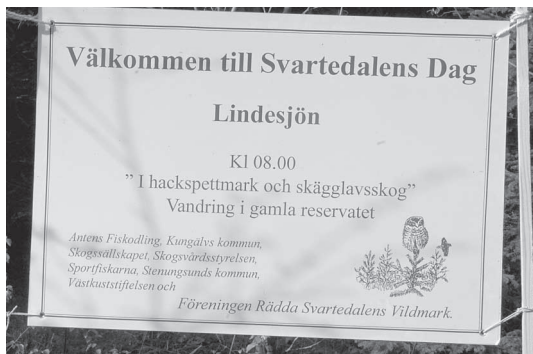 Välkommen till Svartedalens Dag
Lindesjön
Kl 08.00
” I hackspettmark och skägglavsskog”
Vandring i gamla reservatet
Antens Fiskodling, Kungälvs kommun,
Skogssällskapet, Skogsvårdsstyrelsen,
Sportfiskarna, Stenungsunds kommun,
Västkuststiftelsen och
Föreningen Rädda Svartedalens Vildmark.